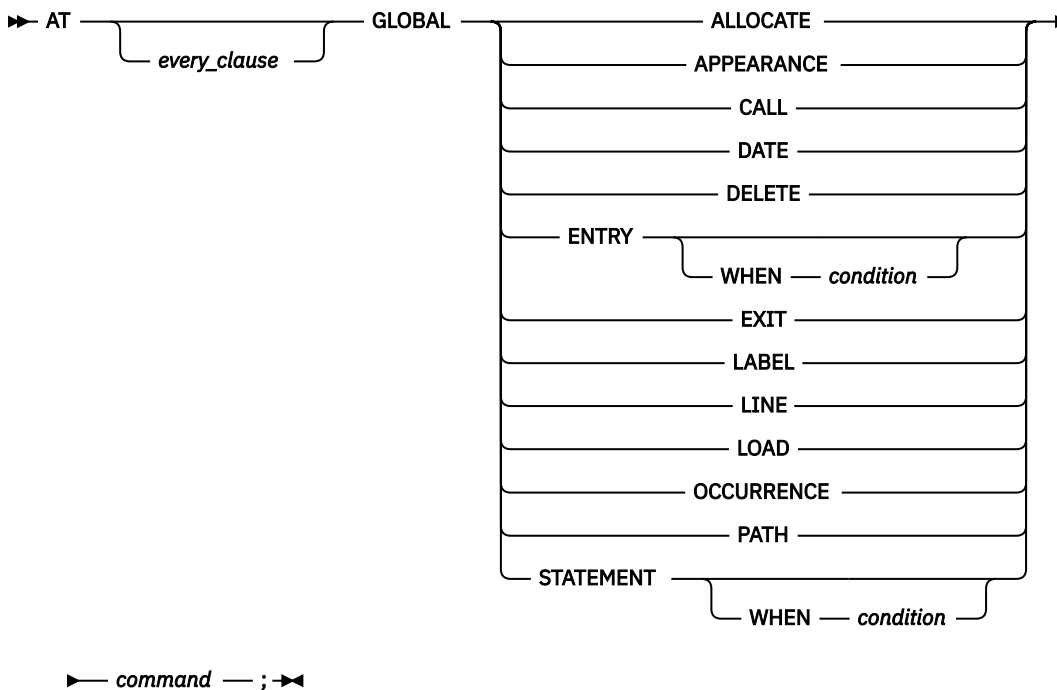 AT GLOBAL ALLOCATE
every_clause APPEARANCE
CALL
DATE
DELETE
ENTRY
WHEN condition
EXIT
LABEL
LINE
LOAD
OCCURRENCE
PATH
STATEMENT
WHEN condition
command ;